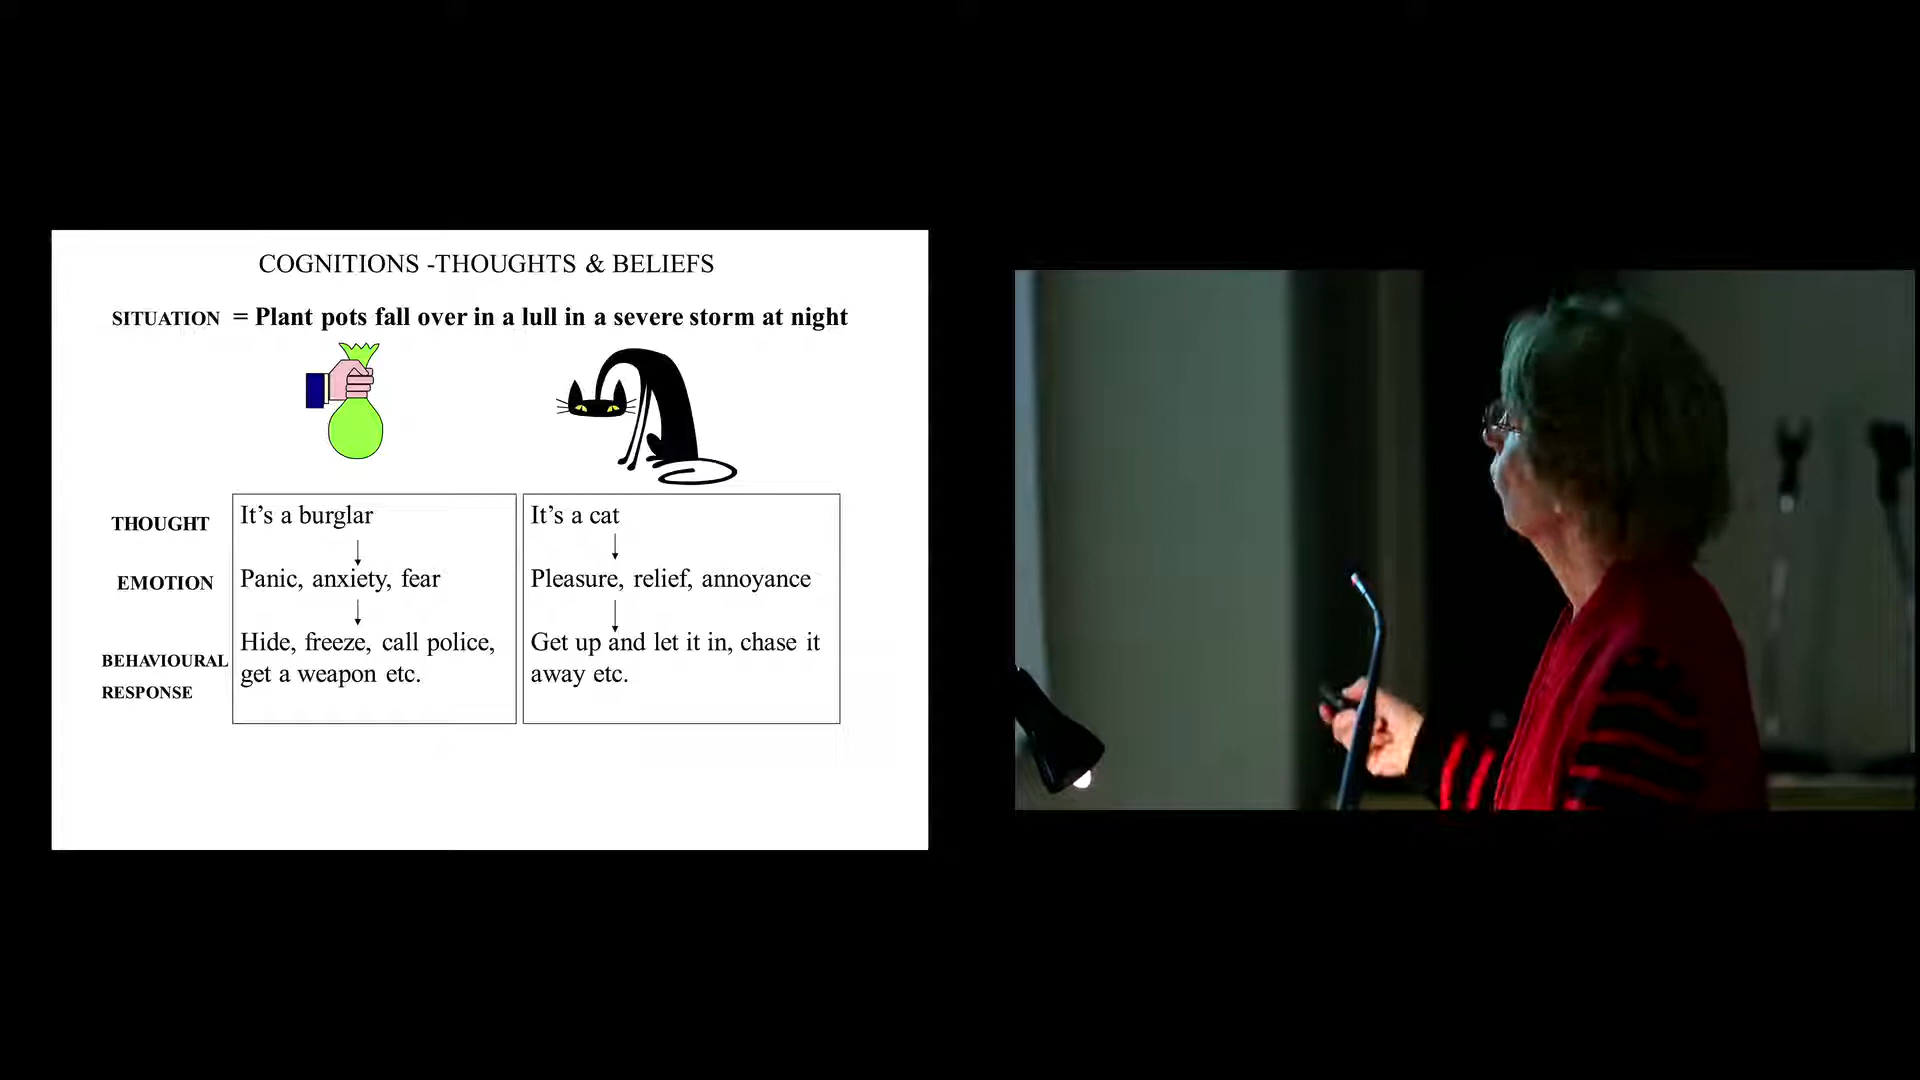 COGNITIONS -THOUGHTS & BELIEFS
SITUATION = Plant pots fall over in a lull in a severe storm at night
THOUGHT
It’s a burglar
It’s a cat
EMOTION
Panic, anxiety, fear
Pleasure, relief, annoyance
BEHAVIOURAL
RESPONSE
Hide, freeze, call police,
get a weapon etc.
Get up and let it in, chase it
away etc.